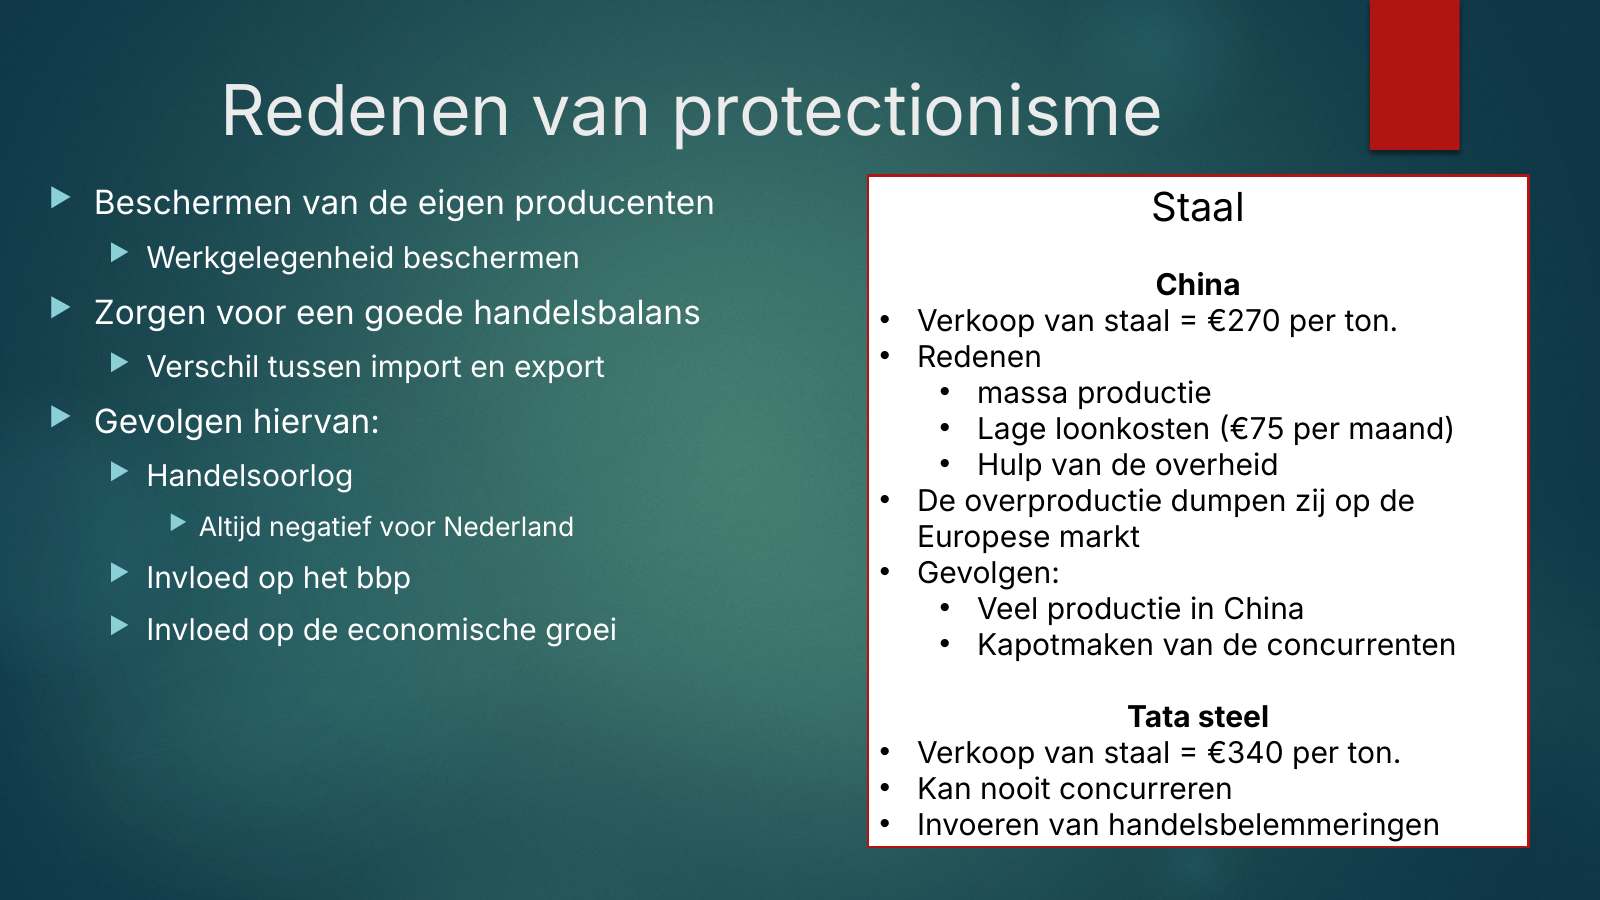 Redenen van protectionisme
Beschermen van de eigen producenten
Werkgelegenheid beschermen
Zorgen voor een goede handelsbalans
Verschil tussen import en export
Gevolgen hiervan:
Handelsoorlog
Altijd negatief voor Nederland
Invloed op het bbp
Invloed op de economische groei
Staal
China
• Verkoop van staal = €270 per ton.
• Redenen
• massa productie
• Lage loonkosten (€75 per maand)
• Hulp van de overheid
• De overproductie dumpen zij op de
Europese markt
• Gevolgen:
• Veel productie in China
• Kapotmaken van de concurrenten
Tata steel
• Verkoop van staal = €340 per ton.
• Kan nooit concurreren
• Invoeren van handelsbelemmeringen